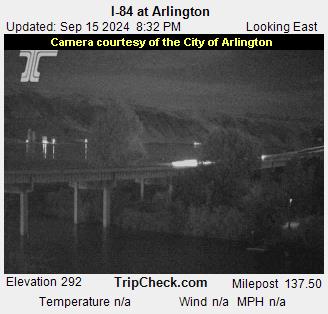 I-84 at Arlington
Updated: Sep 15 2024 8:32 PM Looking East
Camera courtesy of the City of Arlington
Elevation 292 TripCheck.com Milepost 137.50
Temperature n/a Wind n/a MPH n/a